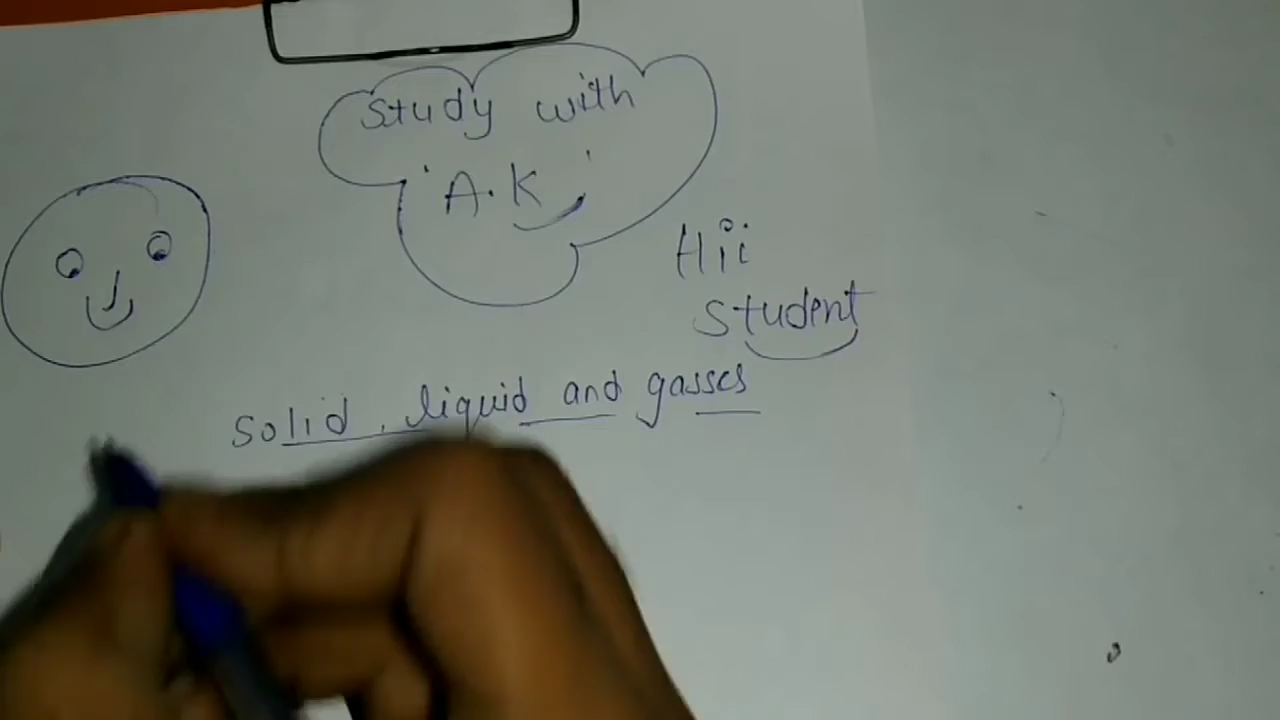 Study with
'A.K'
Hii
Student
Solid, liquid and gasses